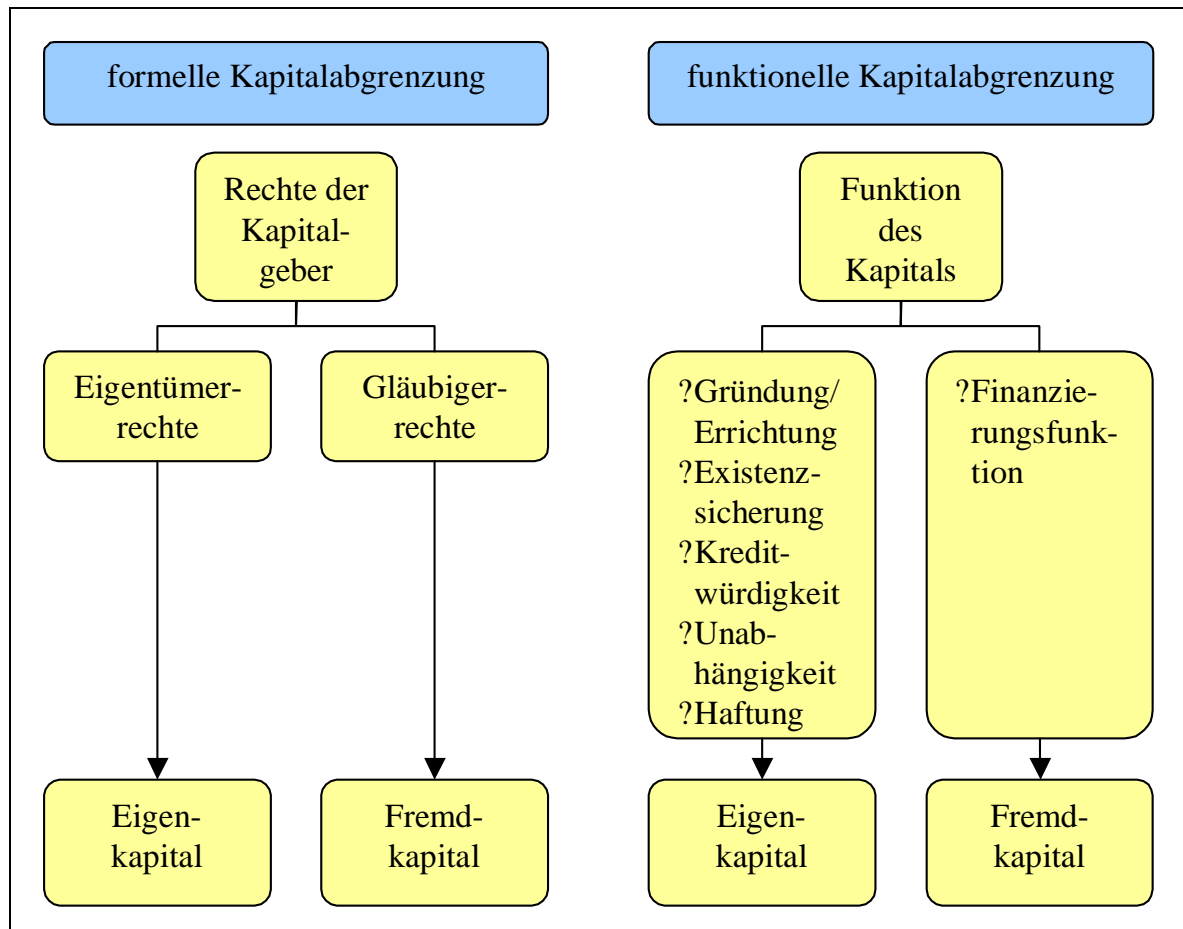 formelle Kapitalabgrenzung
funktionelle Kapitalabgrenzung
Rechte der
Kapital-
geber
Funktion
des
Kapitals
Eigentümer-
rechte
Gläubiger-
rechte
?Gründung/
Errichtung
?Existenz-
sicherung
?Kredit-
würdigkeit
?Unab-
hängigkeit
?Haftung
?Finanzie-
rungsfunk-
tion
Eigen-
kapital
Fremd-
kapital
Eigen-
kapital
Fremd-
kapital